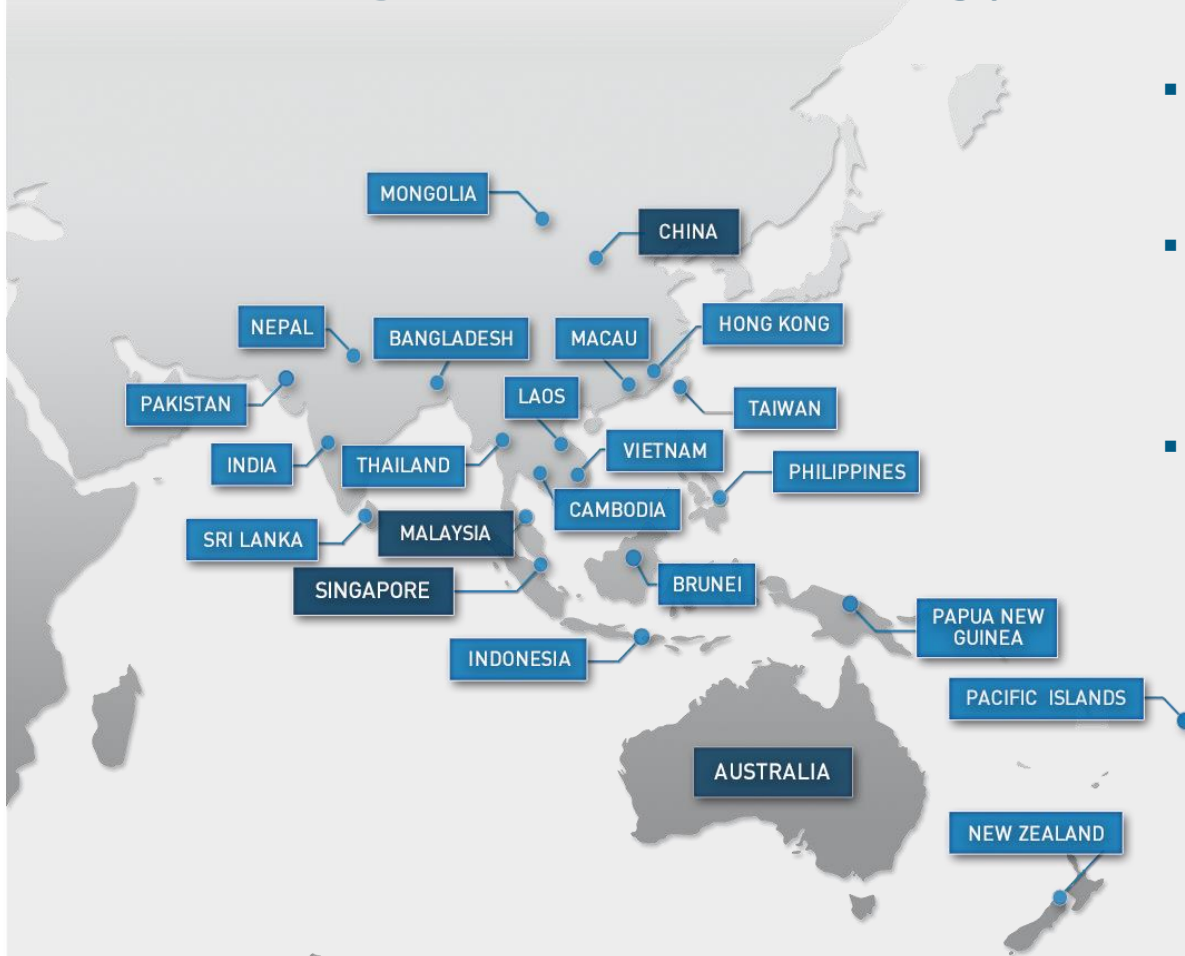 MONGOLIA
CHINA
NEPAL
BANGLADESH
MACAU
HONG KONG
PAKISTAN
LAOS
TAIWAN
INDIA
THAILAND
VIETNAM
PHILIPPINES
CAMBODIA
SRI LANKA
MALAYSIA
SINGAPORE
BRUNEI
PAPUA NEW
GUINEA
INDONESIA
PACIFIC ISLANDS
AUSTRALIA
NEW ZEALAND